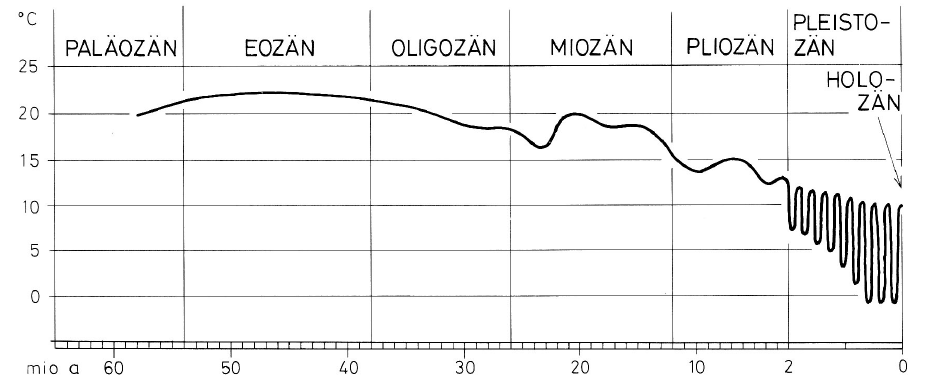 °C
PALÄOZÄN EOZÄN OLIGOZÄN MIOZÄN PLIOZÄN PLEISTO-
ZÄN
HOLO-
ZÄN
25
20
15
10
5
0
mio a 60 50 40 30 20 10 2 0